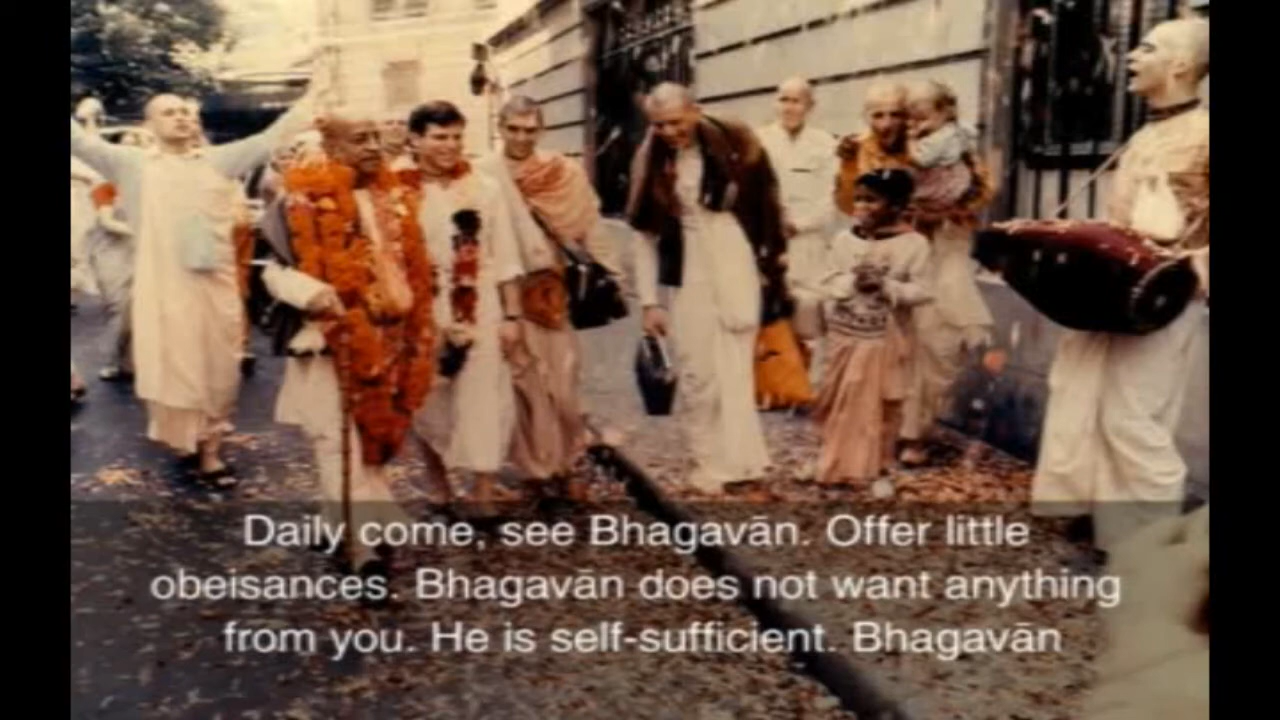 Daily come, see Bhagavān. Offer little
obeisances. Bhagavān does not want anything
from you. He is self-sufficient. Bhagavān